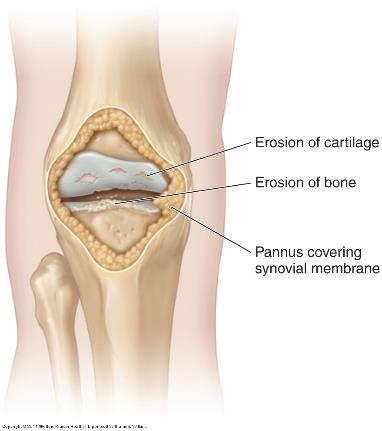 Erosion of cartilage
Erosion of bone
Pannus covering
synovial membrane